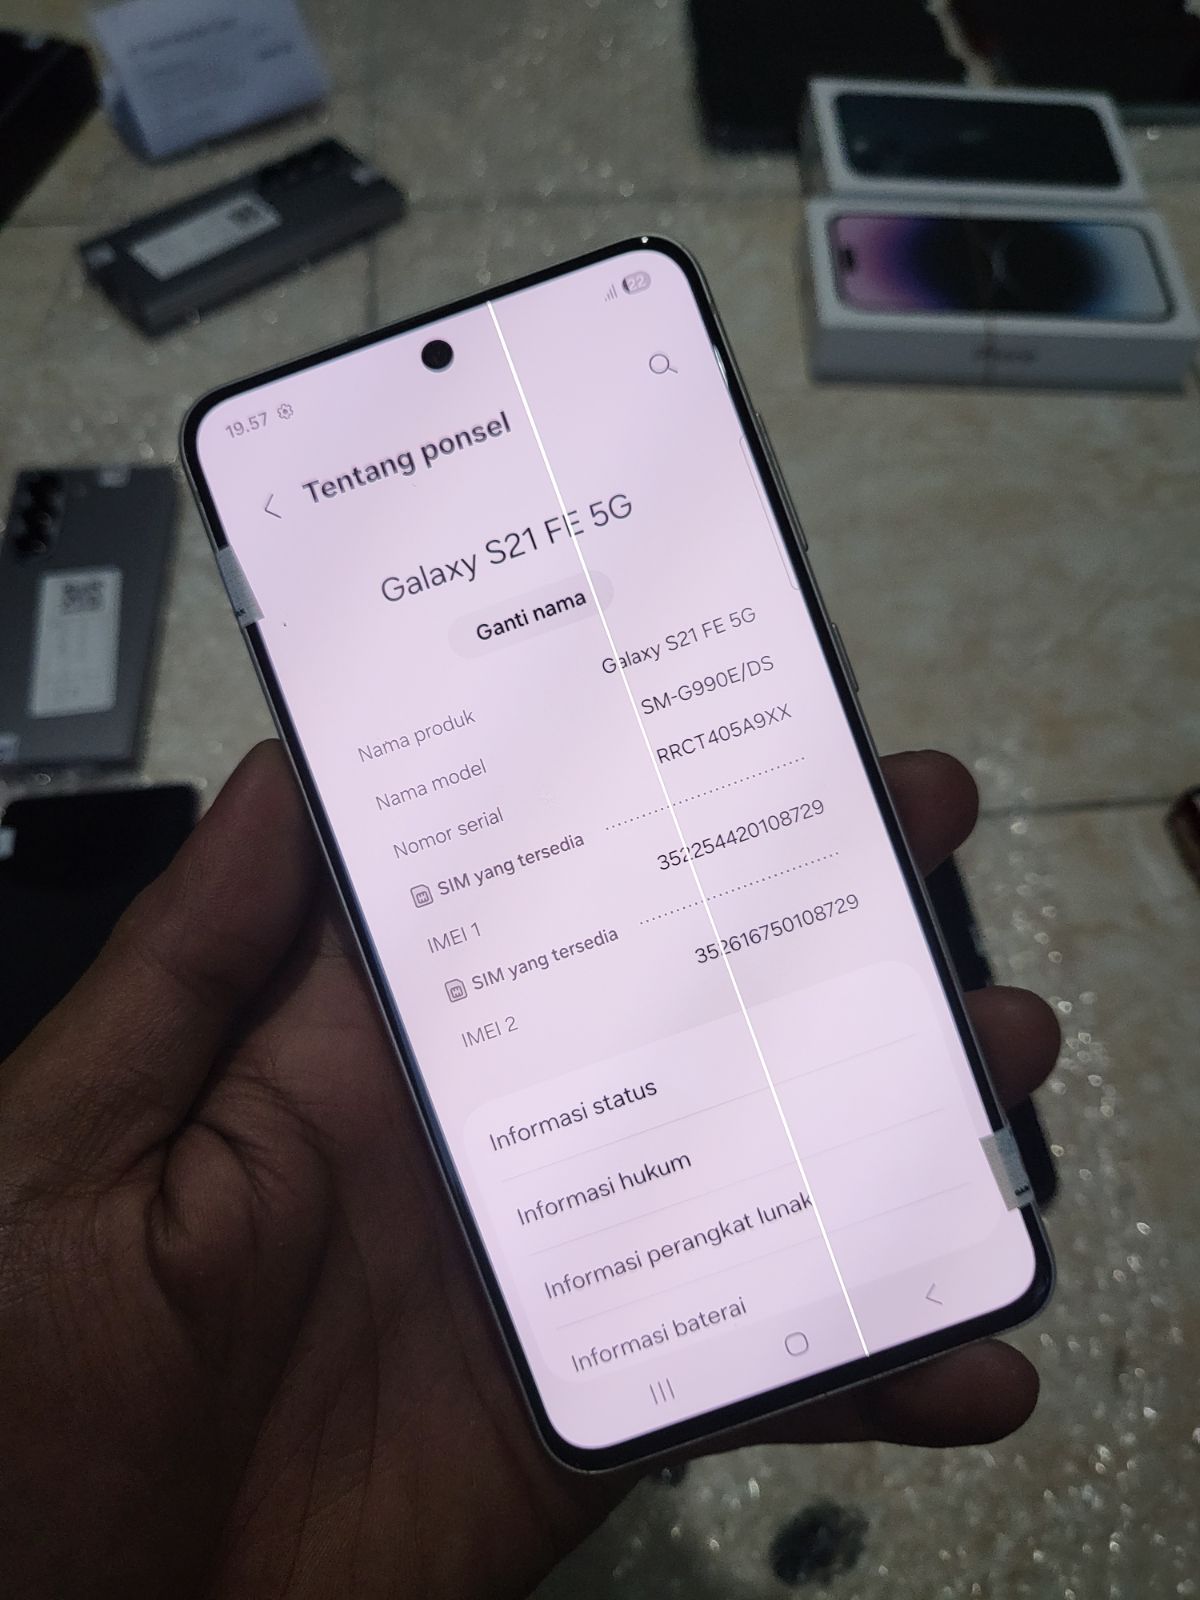 19.57
22
Tentang ponsel
Galaxy S21 FE 5G
Ganti nama
Nama produk Galaxy S21 FE 5G
Nama model SM-G990E/DS
Nomor serial RRCT405A9XX
SIM yang tersedia
IMEI 1 352254420108729
SIM yang tersedia
IMEI 2 352616750108729
Informasi status
Informasi hukum
Informasi perangkat lunak
Informasi baterai